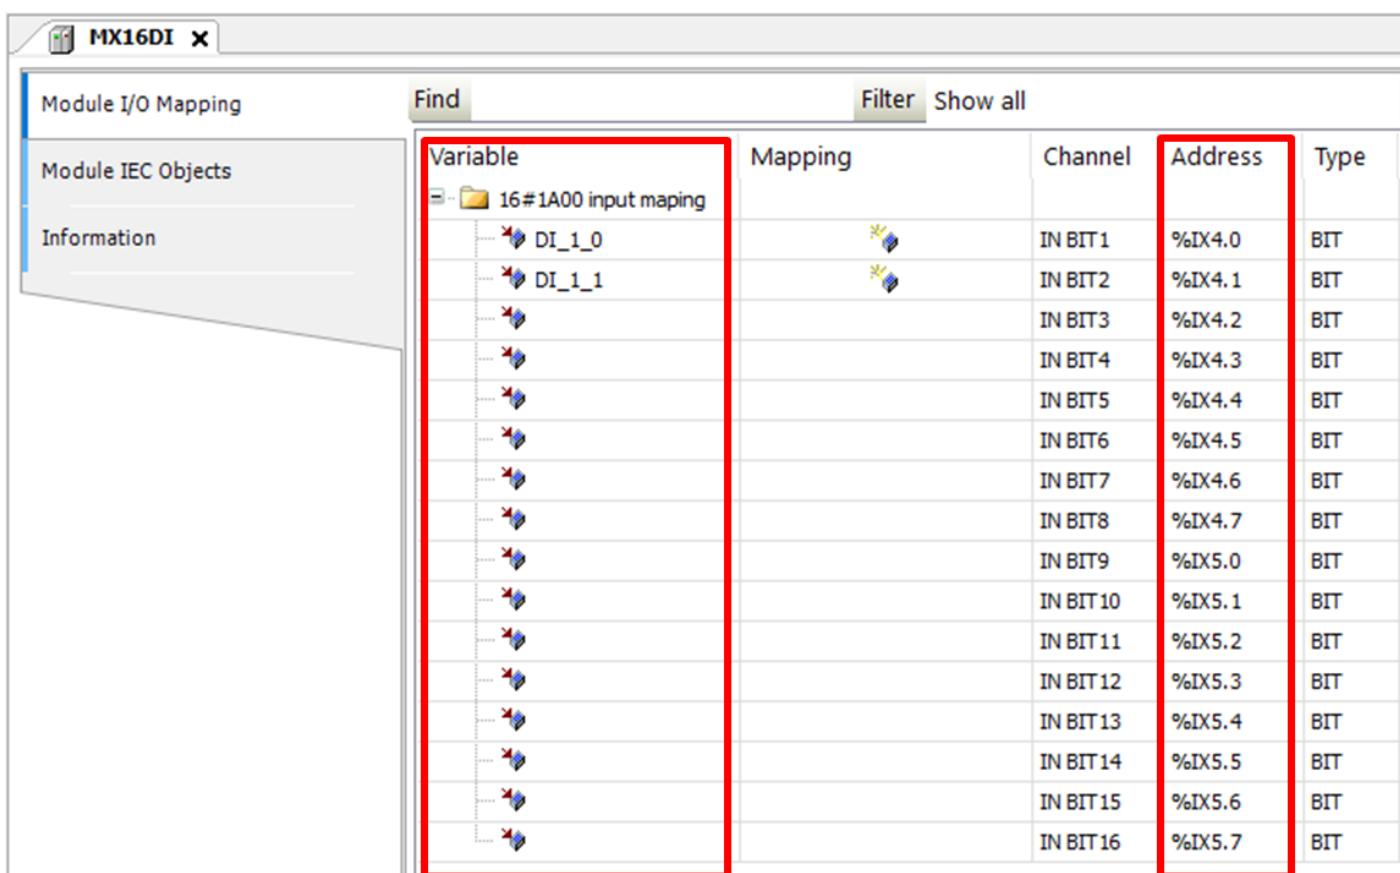 MX16DI
Module I/O Mapping
Module IEC Objects
Information
Find Filter Show all
Variable Mapping Channel Address Type
16#1A00 input maping
DI_1_0 IN BIT1 %IX4.0 BIT
DI_1_1 IN BIT2 %IX4.1 BIT
IN BIT3 %IX4.2 BIT
IN BIT4 %IX4.3 BIT
IN BIT5 %IX4.4 BIT
IN BIT6 %IX4.5 BIT
IN BIT7 %IX4.6 BIT
IN BIT8 %IX4.7 BIT
IN BIT9 %IX5.0 BIT
IN BIT10 %IX5.1 BIT
IN BIT11 %IX5.2 BIT
IN BIT12 %IX5.3 BIT
IN BIT13 %IX5.4 BIT
IN BIT14 %IX5.5 BIT
IN BIT15 %IX5.6 BIT
IN BIT16 %IX5.7 BIT